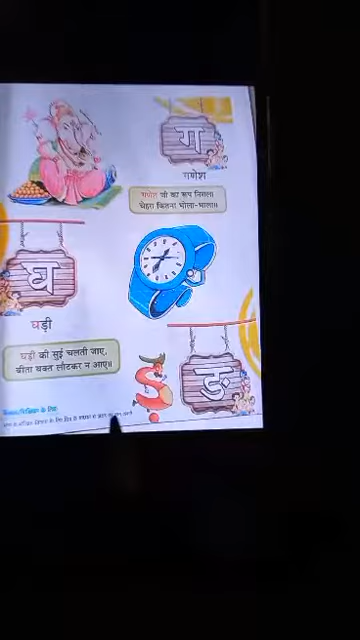 ग
गणेश
गणेश जी का रूप निराला
चेहरा कितना भोला-भाला॥
घ
घड़ी
घड़ी की सुई चलती जाए,
बीता वक्त लौटकर न आए॥
ङ